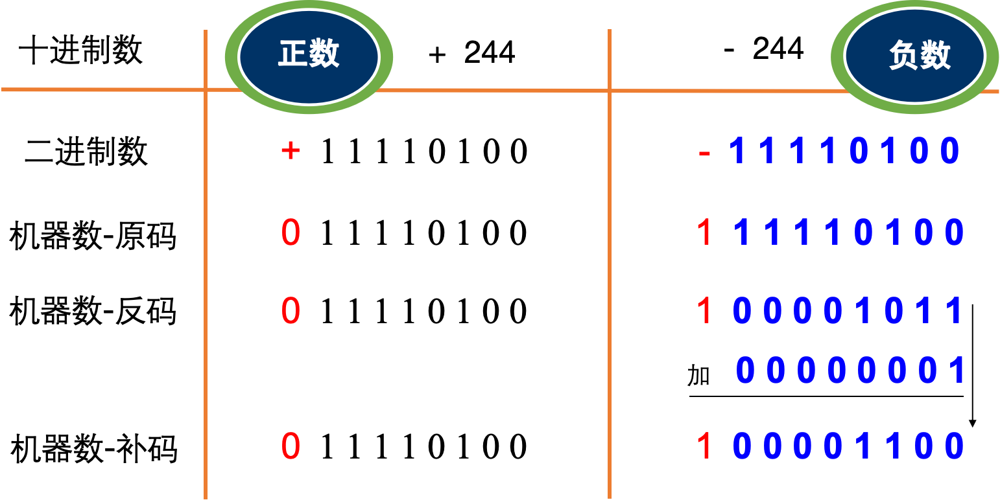 十进制数 正数 + 244 - 244 负数
二进制数 + 1 1 1 1 0 1 0 0 - 1 1 1 1 0 1 0 0
机器数-原码 0 1 1 1 1 0 1 0 0 1 1 1 1 1 0 1 0 0
机器数-反码 0 1 1 1 1 0 1 0 0 1 0 0 0 0 1 0 1 1
加 0 0 0 0 0 0 0 1
机器数-补码 0 1 1 1 1 0 1 0 0 1 0 0 0 0 1 1 0 0